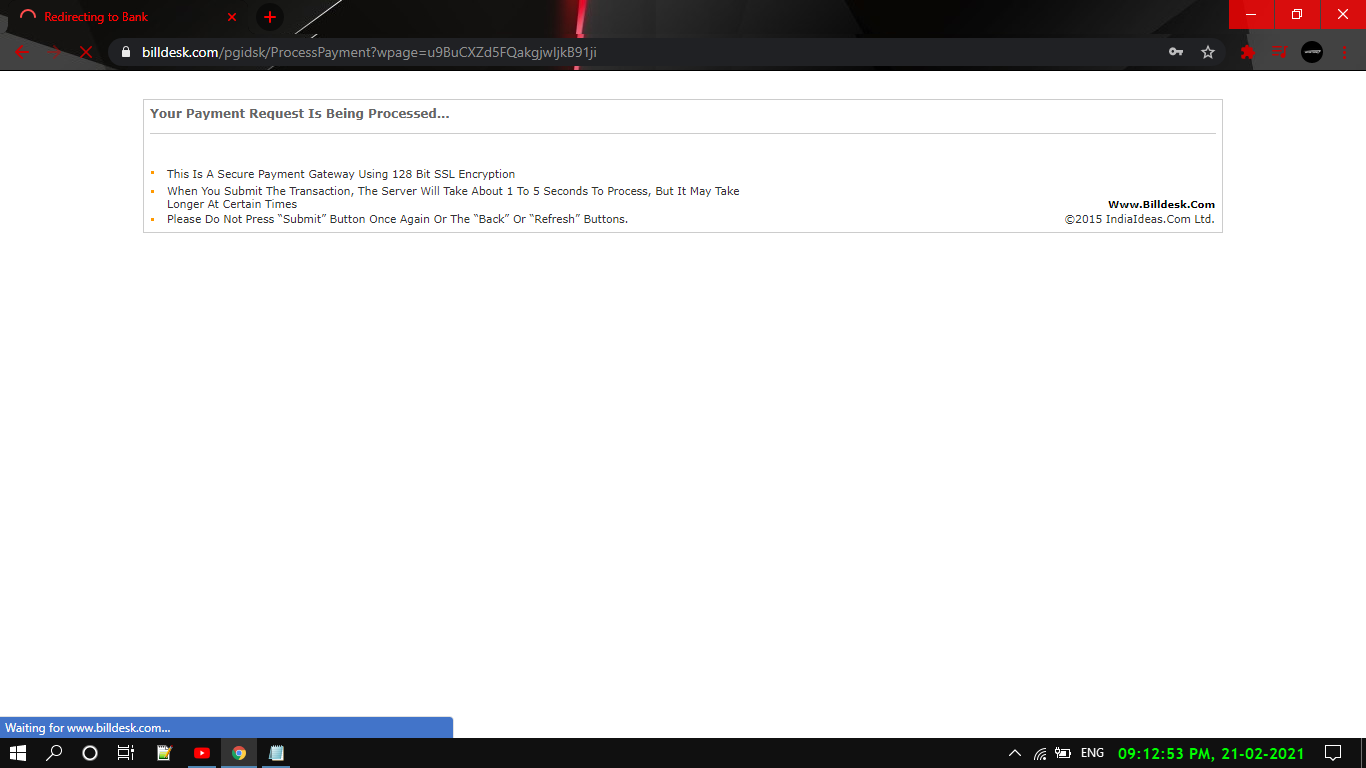 Redirecting to Bank
billdesk.com/pgidsk/ProcessPayment?wpage=u9BuCXZd5FQakgjwIjkB91ji
Your Payment Request Is Being Processed...
This Is A Secure Payment Gateway Using 128 Bit SSL Encryption
When You Submit The Transaction, The Server Will Take About 1 To 5 Seconds To Process, But It May Take
Longer At Certain Times
Please Do Not Press “Submit” Button Once Again Or The “Back” Or “Refresh” Buttons.
Www.Billdesk.Com
©2015 IndiaIdeas.Com Ltd.
Waiting for www.billdesk.com...
ENG
09:12:53 PM, 21-02-2021